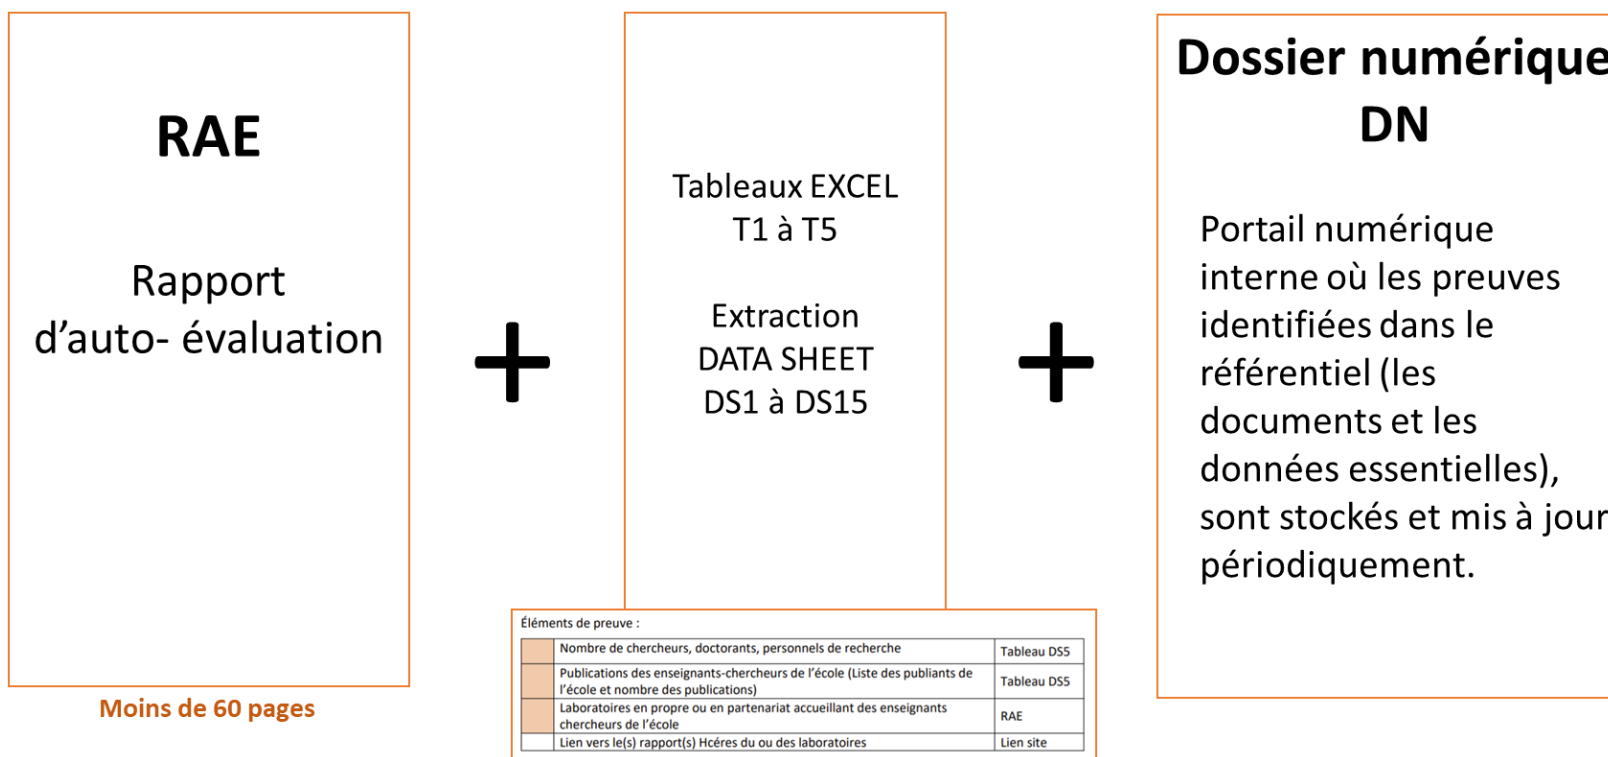 RAE
Rapport
d’auto- évaluation
Moins de 60 pages
+
Tableaux EXCEL
T1 à T5
Extraction
DATA SHEET
DS1 à DS15
Éléments de preuve :
Nombre de chercheurs, doctorants, personnels de recherche Tableau DS5
Publications des enseignants-chercheurs de l’école (Liste des publiants de
l’école et nombre des publications) Tableau DS5
Laboratoires en propre ou en partenariat accueillant des enseignants
chercheurs de l’école RAE
Lien vers le(s) rapport(s) Hcéres du ou des laboratoires Lien site
+
Dossier numérique
DN
Portail numérique
interne où les preuves
identifiées dans le
référentiel (les
documents et les
données essentielles),
sont stockés et mis à jour
périodiquement.